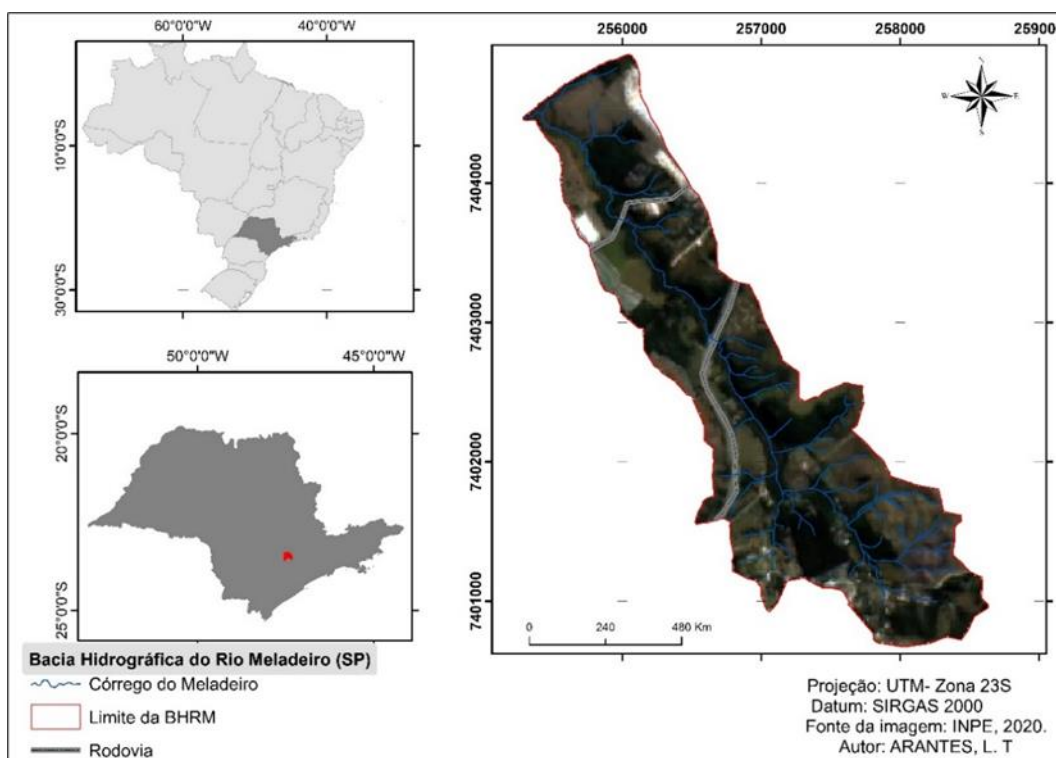 60°0'0"W 40°0'0"W
10°0'0"S
30°0'0"S
50°0'0"W 45°0'0"W
20°0'0"S
25°0'0"S
Bacia Hidrográfica do Rio Meladeiro (SP)
Córrego do Meladeiro
Limite da BHRM
Rodovia
256000 257000 258000 25900
7404000
7403000
7402000
7401000
N
W E
S
0 240 480 Km
Projeção: UTM- Zona 23S
Datum: SIRGAS 2000
Fonte da imagem: INPE, 2020.
Autor: ARANTES, L. T